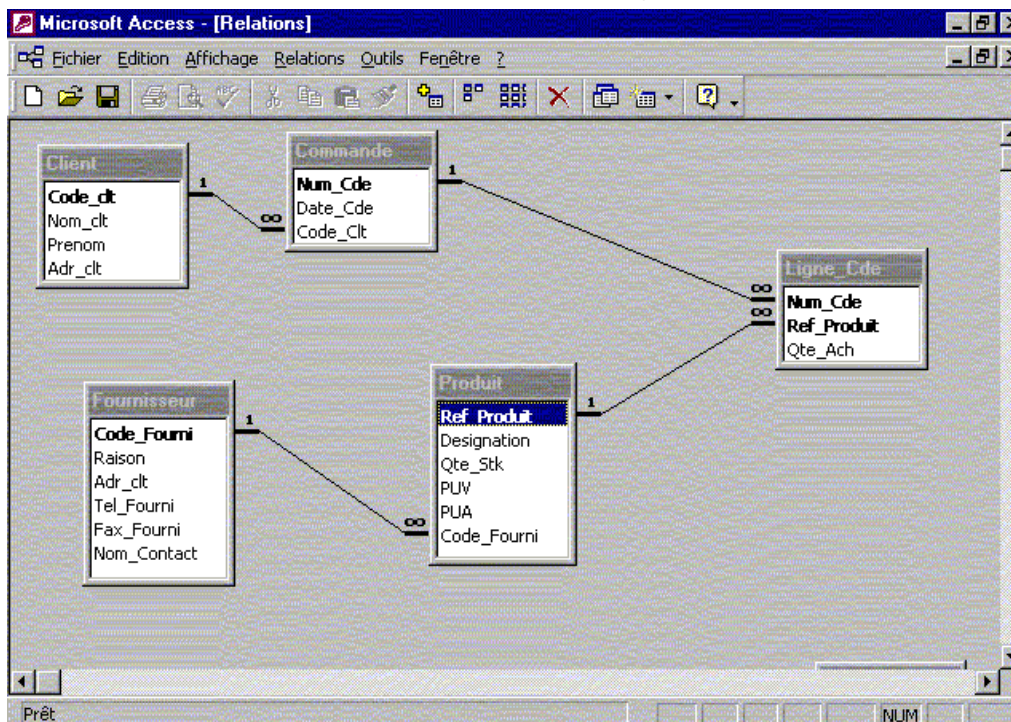 Microsoft Access - [Relations]
Fichier Edition Affichage Relations Outils Fenêtre ?
Client
Code_clt
Nom_clt
Prenom
Adr_clt
1
∞
Commande
Num_Cde
Date_Cde
Code_Clt
1
∞
∞
Ligne_Cde
Num_Cde
Ref_Produit
Qte_Ach
Fournisseur
Code_Fourni
Raison
Adr_clt
Tel_Fourni
Fax_Fourni
Nom_Contact
1
∞
Produit
Ref_Produit
Designation
Qte_Stk
PUV
PUA
Code_Fourni
1
Prêt
NUM